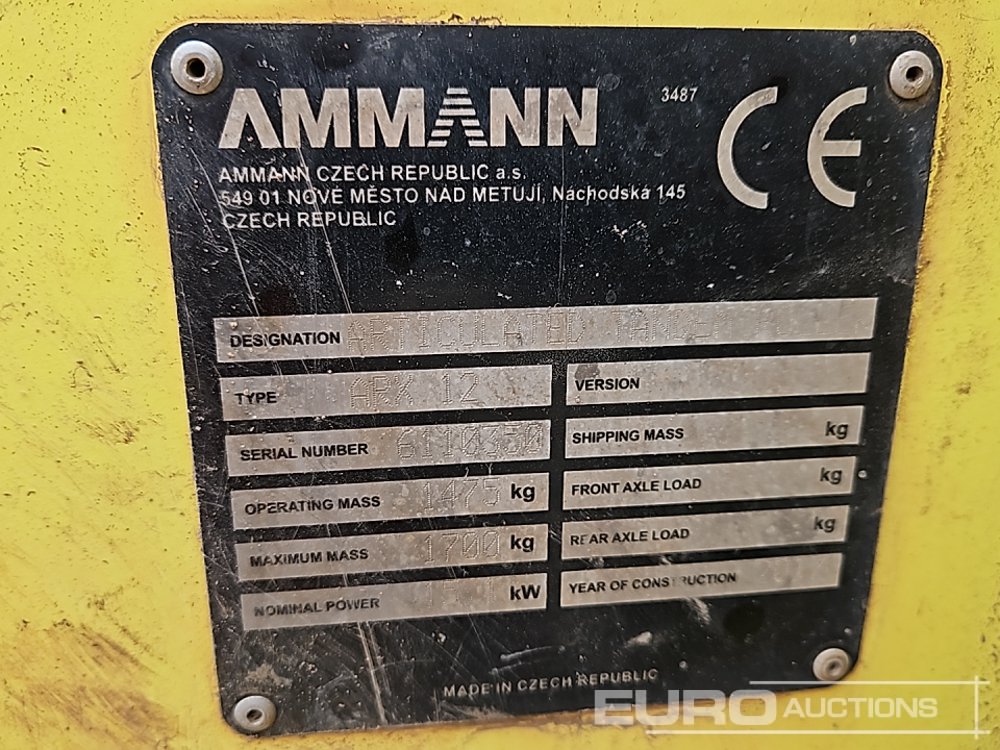 AMMANN
3487
CE
AMMANN CZECH REPUBLIC a.s.
549 01 NOVÉ MĚSTO NAD METUJÍ, Náchodská 145
CZECH REPUBLIC
DESIGNATION ARTICULATED
TYPE ARX 12
VERSION
SERIAL NUMBER 6110350
SHIPPING MASS kg
OPERATING MASS 1475 kg
FRONT AXLE LOAD kg
MAXIMUM MASS 1700 kg
REAR AXLE LOAD kg
NOMINAL POWER kW
YEAR OF CONSTRUCTION
MADE IN CZECH REPUBLIC
EURO AUCTIONS